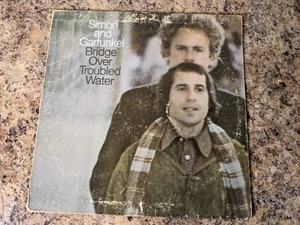 Simon
and
Garfunkel
Bridge
Over
Troubled
Water